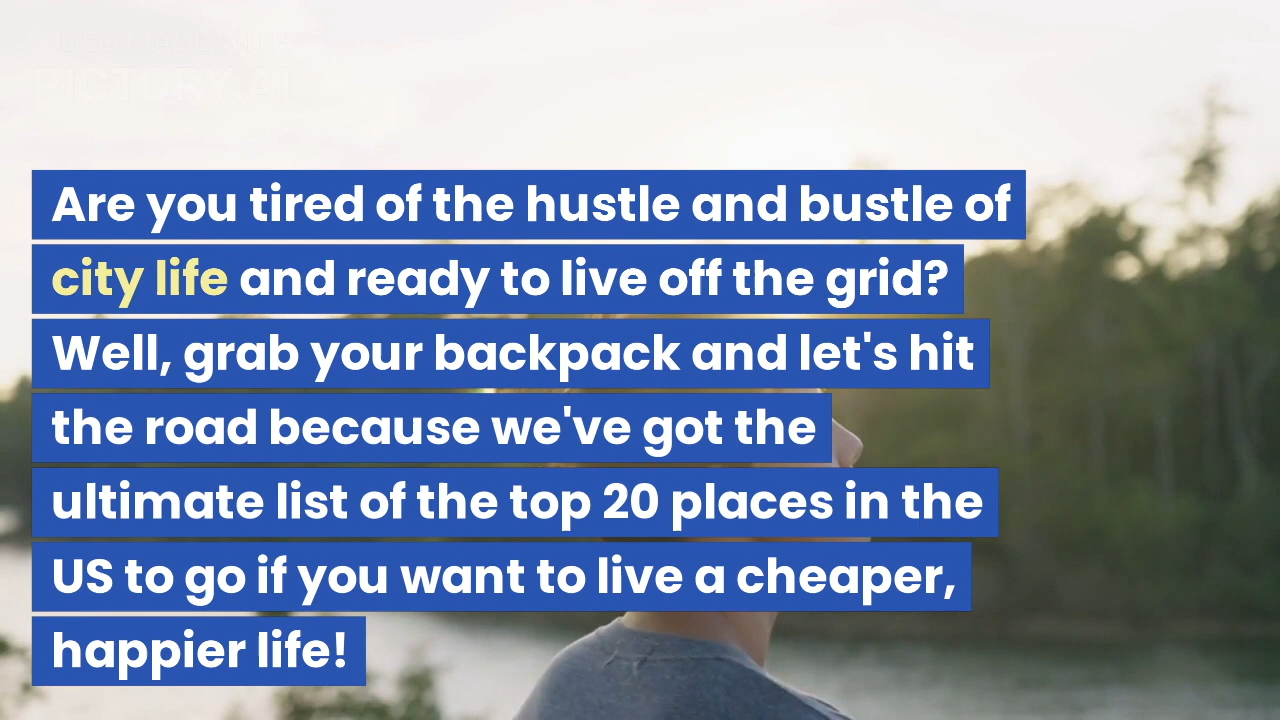 PICTORY.AI
Are you tired of the hustle and bustle of
city life and ready to live off the grid?
Well, grab your backpack and let's hit
the road because we've got the
ultimate list of the top 20 places in the
US to go if you want to live a cheaper,
happier life!